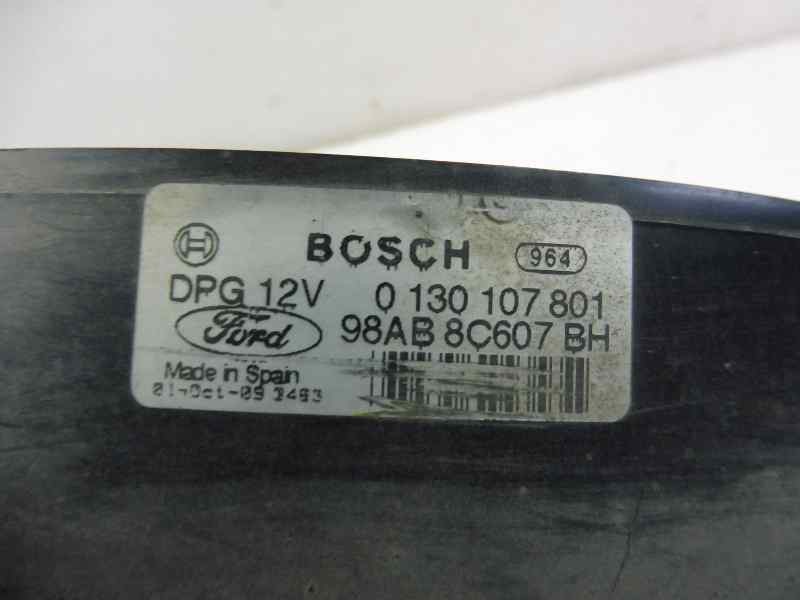 BOSCH 964
DPG 12V 0 130 107 801
Ford 98AB 8C607 BH
Made in Spain